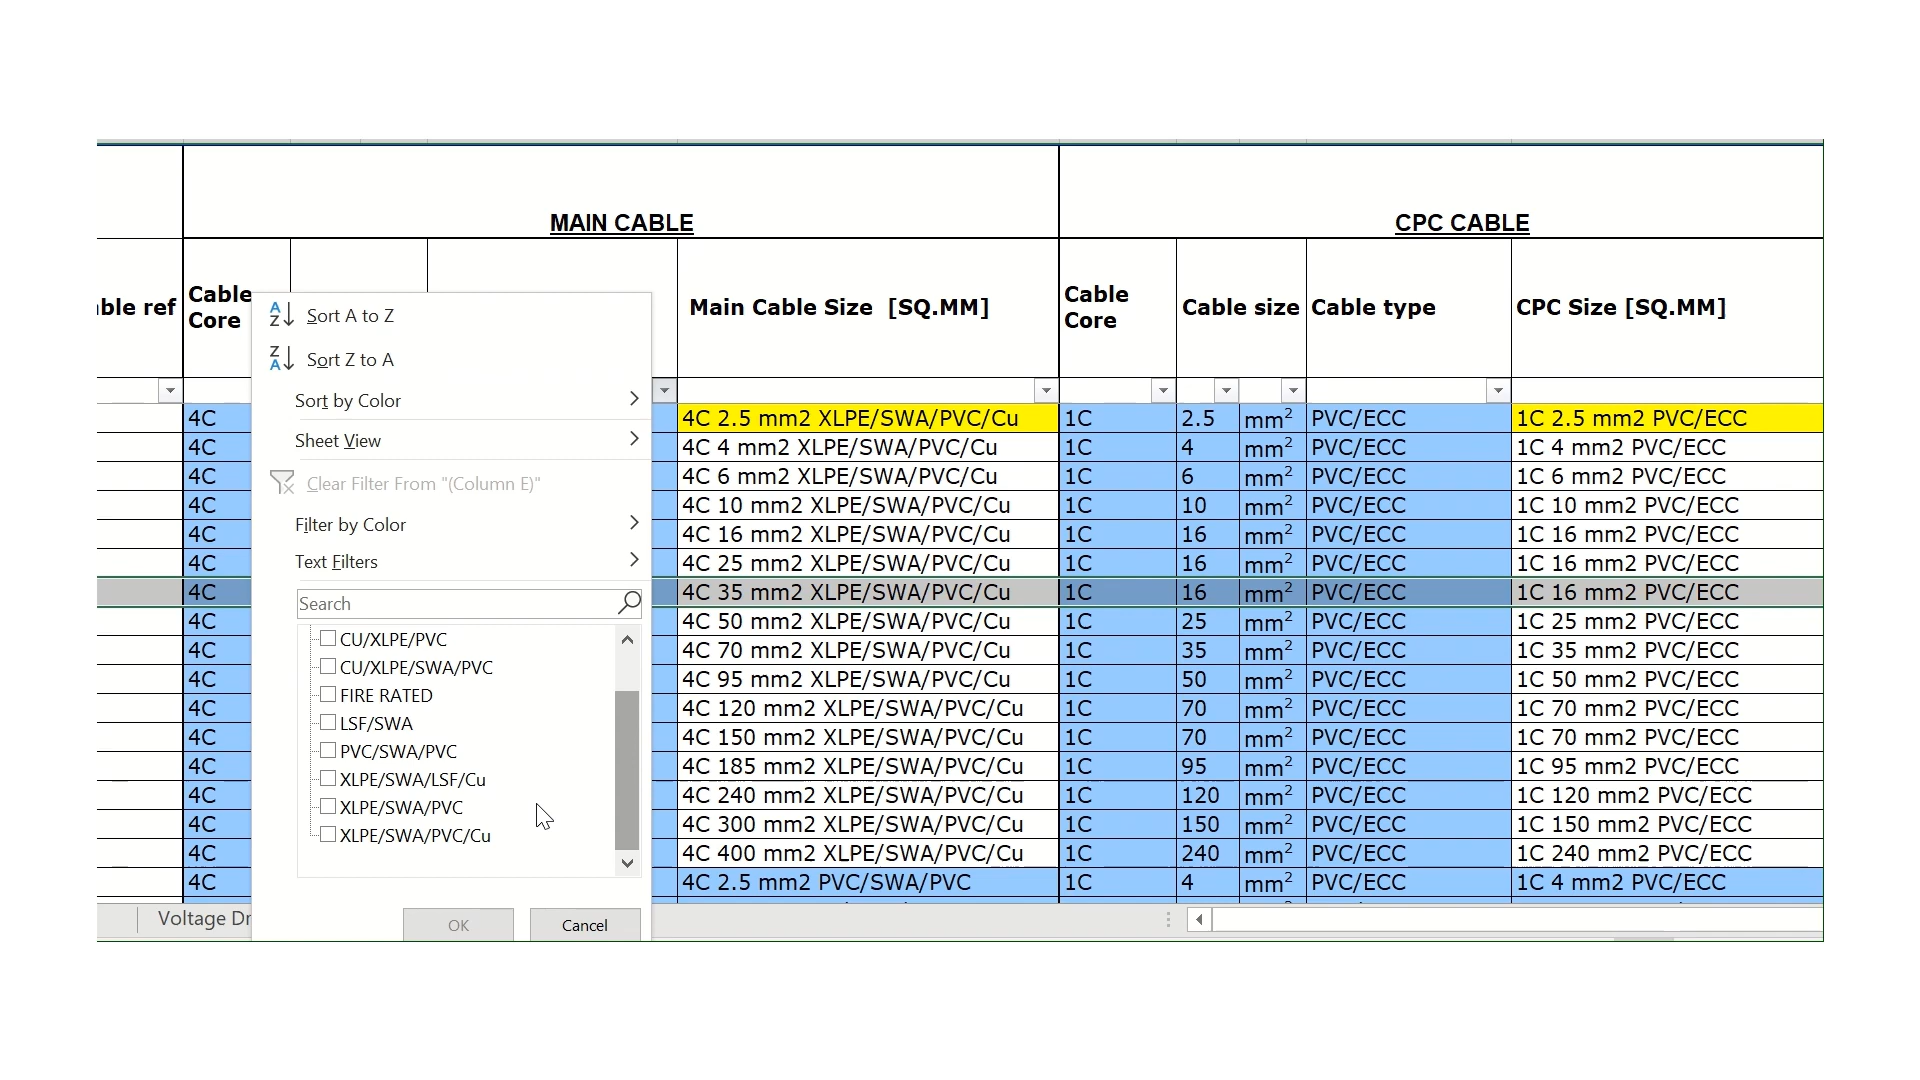 MAIN CABLE CPC CABLE
ble ref Cable Core Main Cable Size [SQ.MM] Cable Core Cable size Cable type CPC Size [SQ.MM]
Sort A to Z
Sort Z to A
Sort by Color
Sheet View
Clear Filter From "(Column E)"
Filter by Color
Text Filters
Search
CU/XLPE/PVC
CU/XLPE/SWA/PVC
FIRE RATED
LSF/SWA
PVC/SWA/PVC
XLPE/SWA/LSF/Cu
XLPE/SWA/PVC
XLPE/SWA/PVC/Cu
OK Cancel
4C 4C 2.5 mm2 XLPE/SWA/PVC/Cu 1C 2.5 mm² PVC/ECC 1C 2.5 mm2 PVC/ECC
4C 4C 4 mm2 XLPE/SWA/PVC/Cu 1C 4 mm² PVC/ECC 1C 4 mm2 PVC/ECC
4C 4C 6 mm2 XLPE/SWA/PVC/Cu 1C 6 mm² PVC/ECC 1C 6 mm2 PVC/ECC
4C 4C 10 mm2 XLPE/SWA/PVC/Cu 1C 10 mm² PVC/ECC 1C 10 mm2 PVC/ECC
4C 4C 16 mm2 XLPE/SWA/PVC/Cu 1C 16 mm² PVC/ECC 1C 16 mm2 PVC/ECC
4C 4C 25 mm2 XLPE/SWA/PVC/Cu 1C 16 mm² PVC/ECC 1C 16 mm2 PVC/ECC
4C 4C 35 mm2 XLPE/SWA/PVC/Cu 1C 16 mm² PVC/ECC 1C 16 mm2 PVC/ECC
4C 4C 50 mm2 XLPE/SWA/PVC/Cu 1C 25 mm² PVC/ECC 1C 25 mm2 PVC/ECC
4C 4C 70 mm2 XLPE/SWA/PVC/Cu 1C 35 mm² PVC/ECC 1C 35 mm2 PVC/ECC
4C 4C 95 mm2 XLPE/SWA/PVC/Cu 1C 50 mm² PVC/ECC 1C 50 mm2 PVC/ECC
4C 4C 120 mm2 XLPE/SWA/PVC/Cu 1C 70 mm² PVC/ECC 1C 70 mm2 PVC/ECC
4C 4C 150 mm2 XLPE/SWA/PVC/Cu 1C 70 mm² PVC/ECC 1C 70 mm2 PVC/ECC
4C 4C 185 mm2 XLPE/SWA/PVC/Cu 1C 95 mm² PVC/ECC 1C 95 mm2 PVC/ECC
4C 4C 240 mm2 XLPE/SWA/PVC/Cu 1C 120 mm² PVC/ECC 1C 120 mm2 PVC/ECC
4C 4C 300 mm2 XLPE/SWA/PVC/Cu 1C 150 mm² PVC/ECC 1C 150 mm2 PVC/ECC
4C 4C 400 mm2 XLPE/SWA/PVC/Cu 1C 240 mm² PVC/ECC 1C 240 mm2 PVC/ECC
4C 4C 2.5 mm2 PVC/SWA/PVC 1C 4 mm² PVC/ECC 1C 4 mm2 PVC/ECC
Voltage Dr